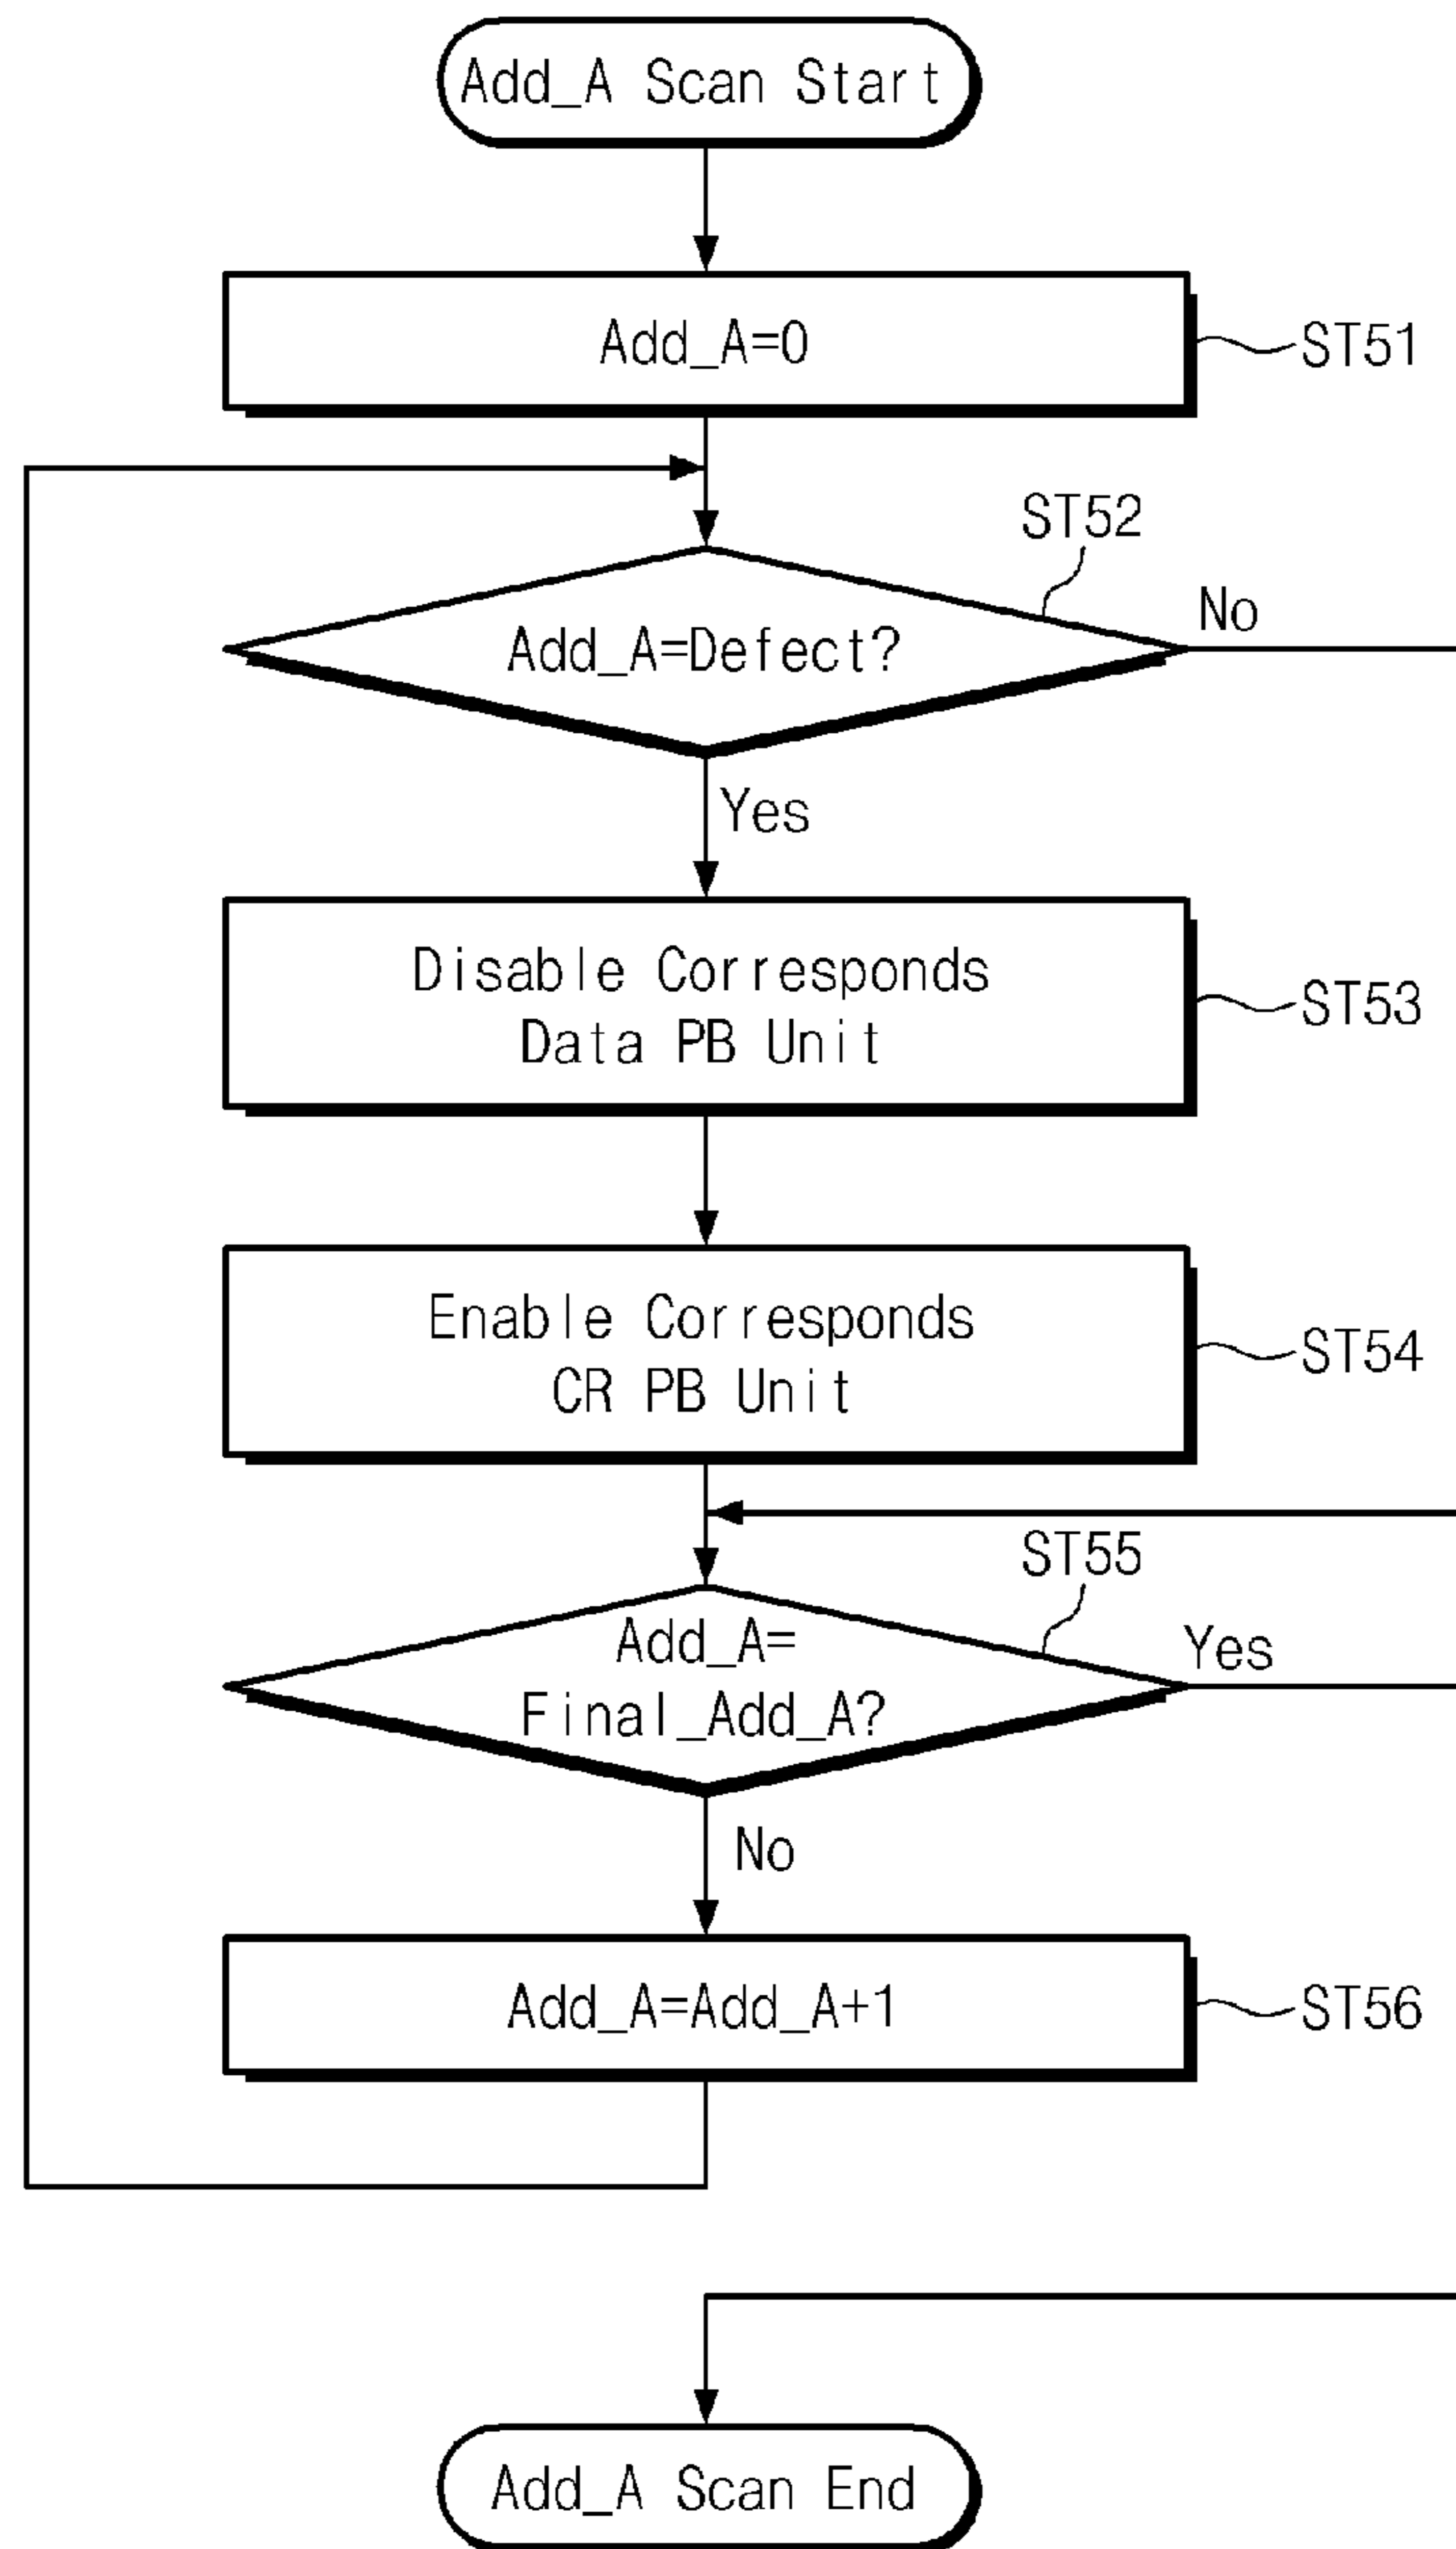 Add_A Scan Start
Add_A=0
ST51
ST52
No
Add_A=Defect?
Yes
Disable Corresponds
Data PB Unit
ST53
Enable Corresponds
CR PB Unit
ST54
ST55
Add_A=
Final_Add_A?
Yes
No
Add_A=Add_A+1
ST56
Add_A Scan End